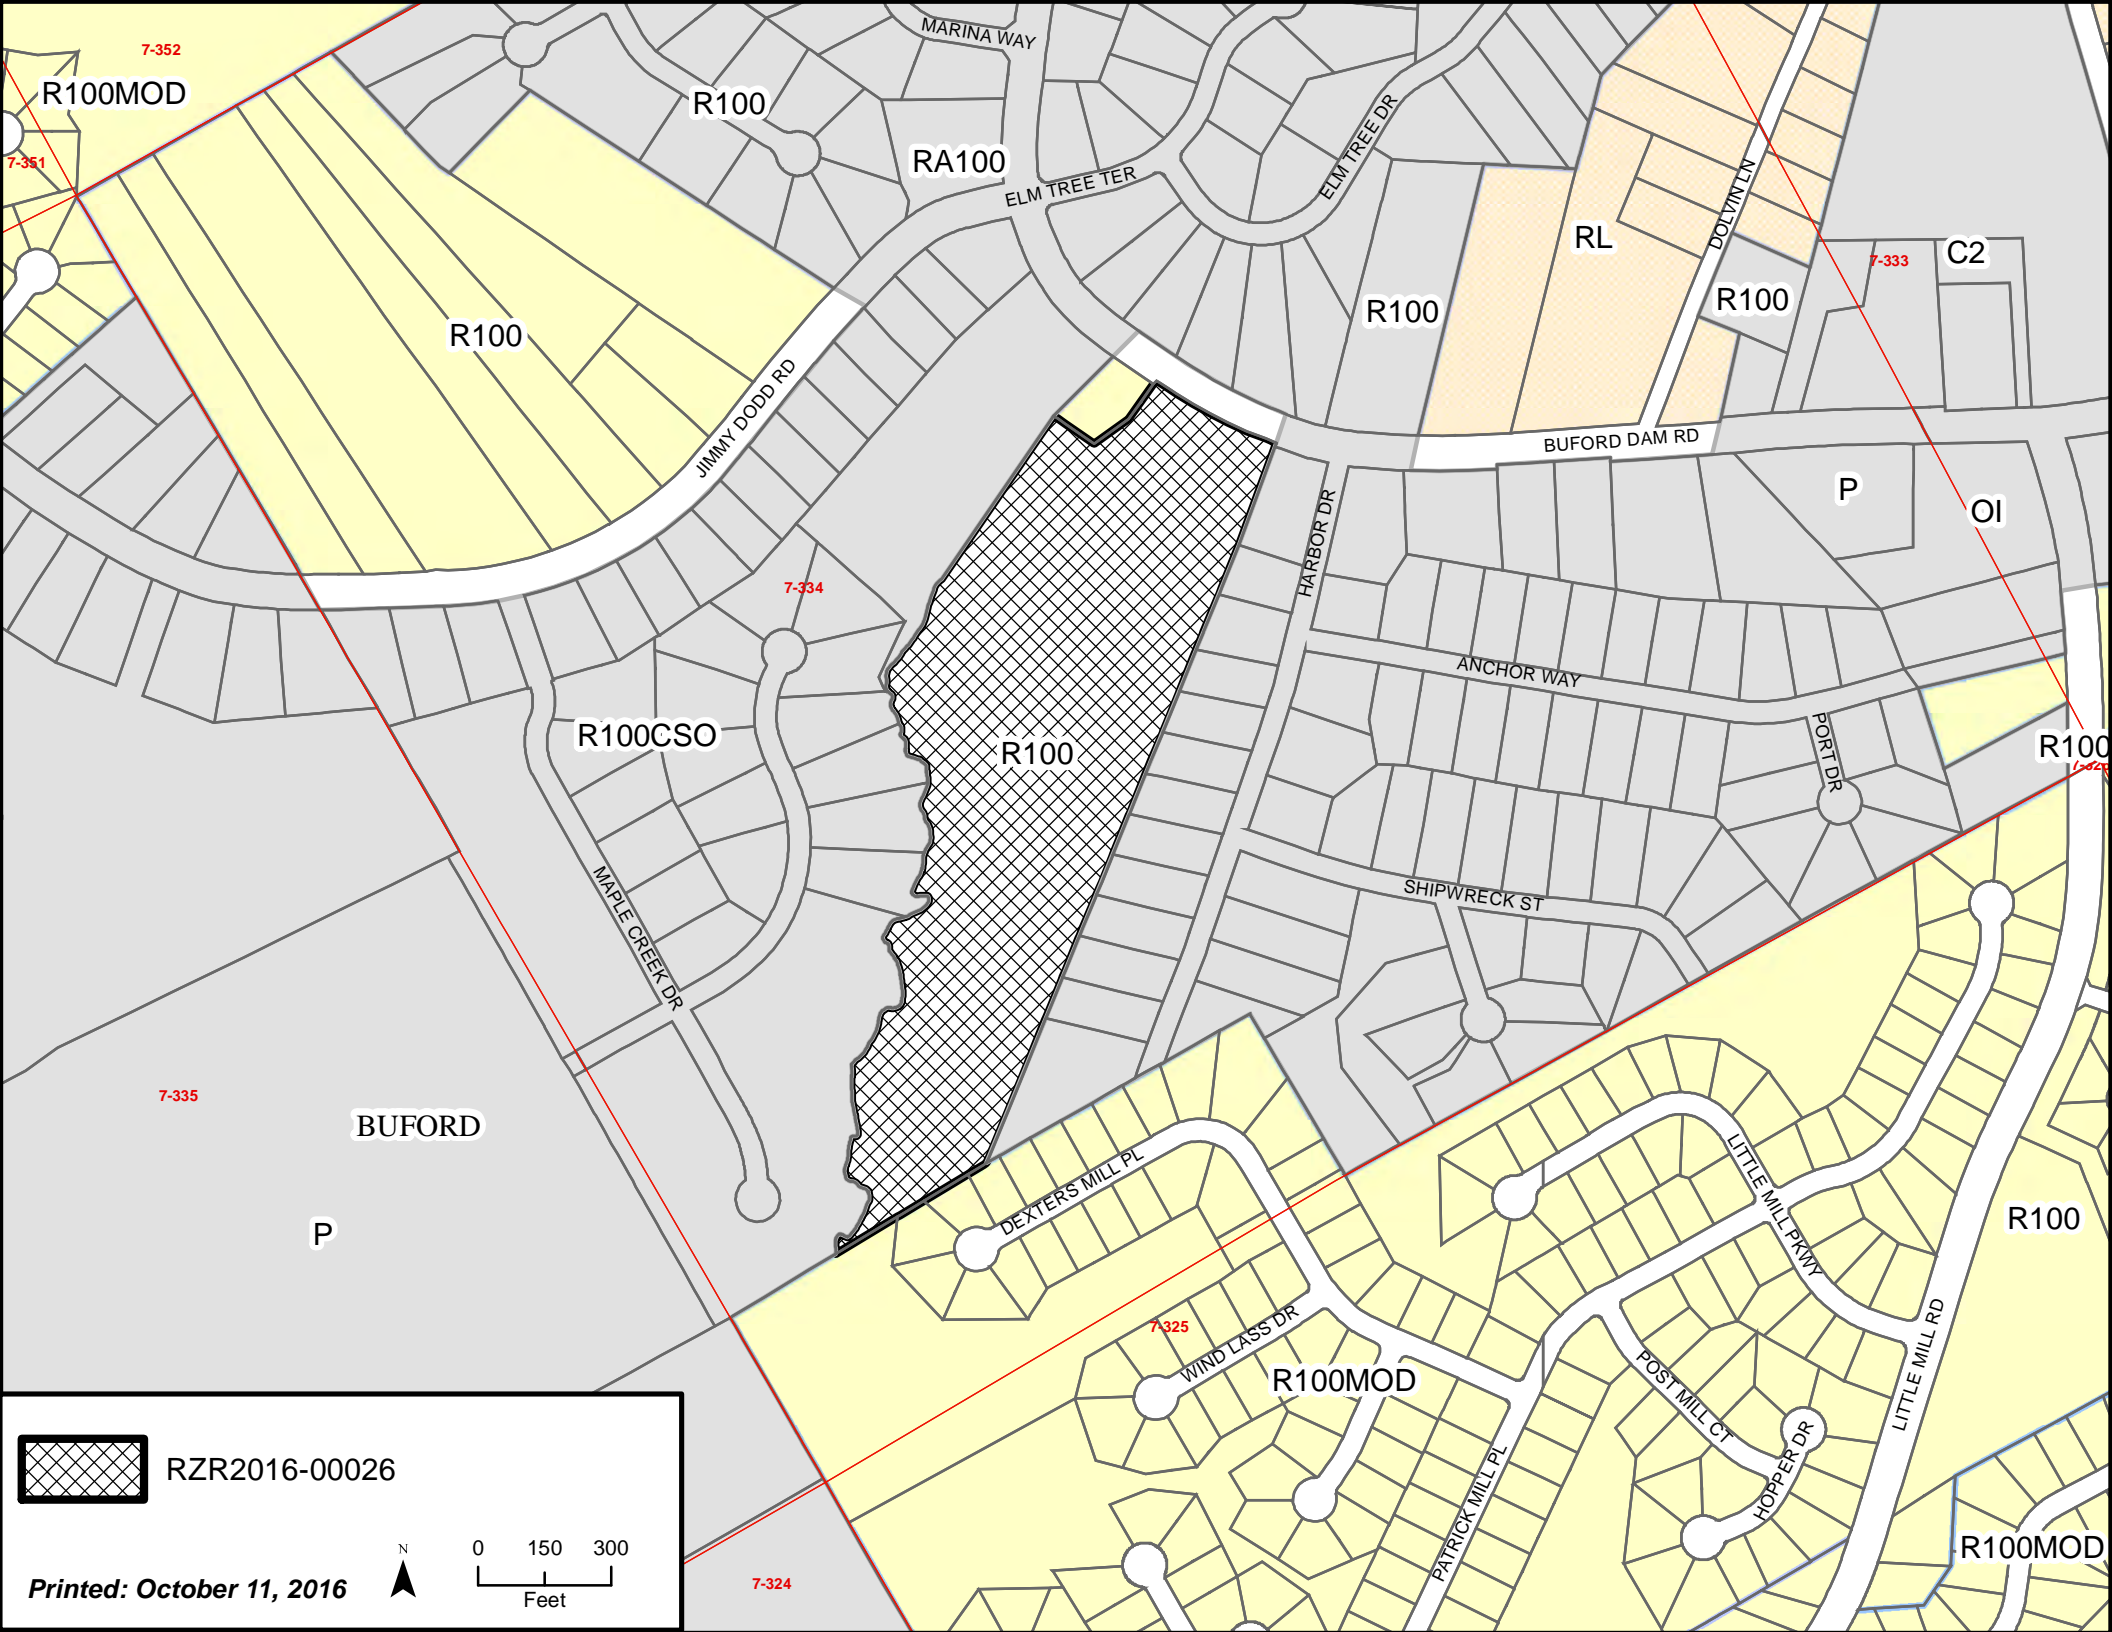 MARINA WAY
7-352
R100MOD
R100
ELM TREE DR
7-351
RA100
ELM TREE TER
DOLVIN LN
RL
C2
7-333
R100
R100
R100
JIMMY DODD RD
BUFORD DAM RD
P
OI
HARBOR DR
7-334
ANCHOR WAY
R100CSO
R100
PORT DR
R100
MAPLE CREEK DR
SHIPWRECK ST
7-335
BUFORD
DEXTERS MILL PL
LITTLE MILL PKWY
R100
P
7-325
WIND LASS DR
R100MOD
LITTLE MILL RD
POST MILL CT
HOPPER DR
PATRICK MILL PL
R100MOD
7-324
RZR2016-00026
N
0 150 300
Feet
Printed: October 11, 2016